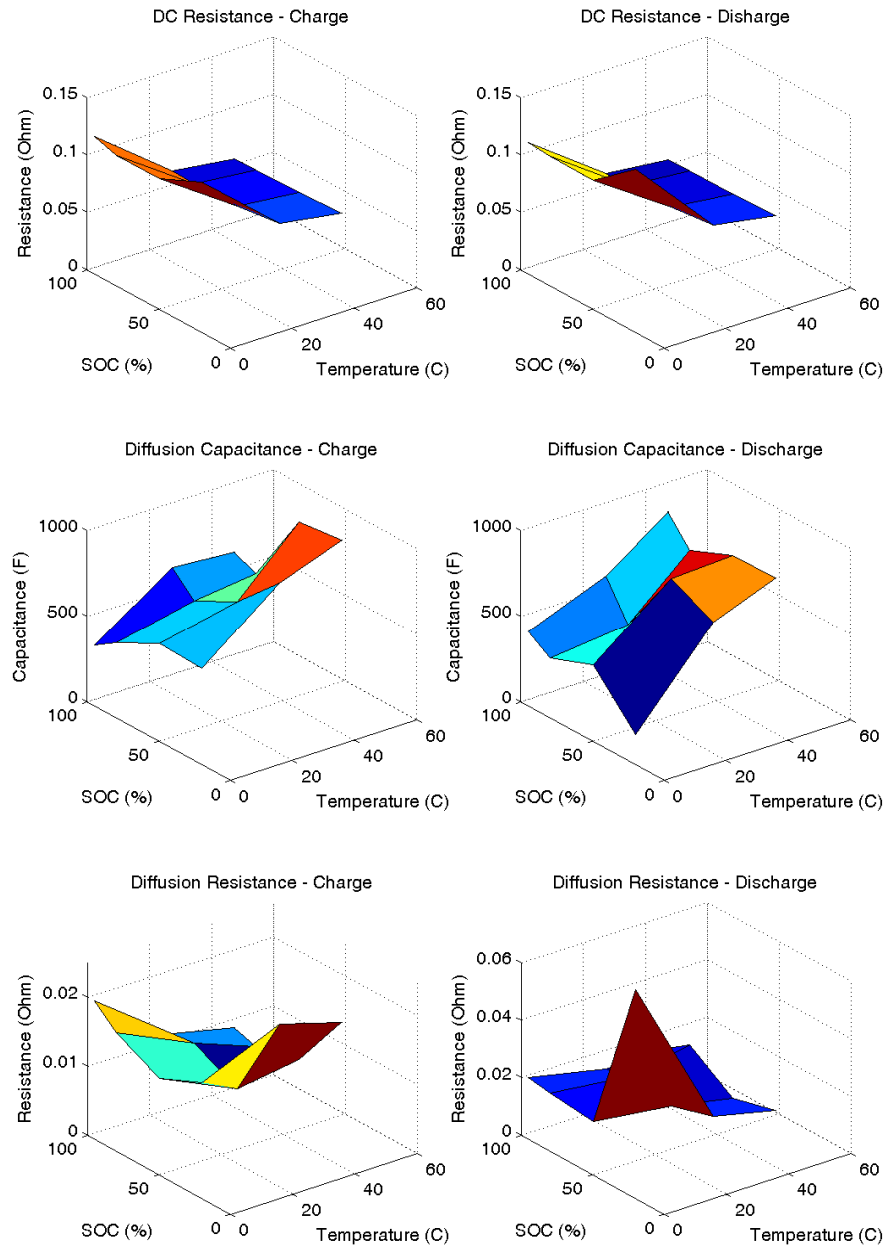 DC Resistance - Charge
0.15
0.1
0.05
0
100
50
0
0
20
40
60
Resistance (Ohm)
SOC (%)
Temperature (C)
DC Resistance - Disharge
0.15
0.1
0.05
0
100
50
0
0
20
40
60
Resistance (Ohm)
SOC (%)
Temperature (C)
Diffusion Capacitance - Charge
1000
500
0
100
50
0
0
20
40
60
Capacitance (F)
SOC (%)
Temperature (C)
Diffusion Capacitance - Discharge
1000
500
0
100
50
0
0
20
40
60
Capacitance (F)
SOC (%)
Temperature (C)
Diffusion Resistance - Charge
0.02
0.01
0
100
50
0
0
20
40
60
Resistance (Ohm)
SOC (%)
Temperature (C)
Diffusion Resistance - Discharge
0.06
0.04
0.02
0
100
50
0
0
20
40
60
Resistance (Ohm)
SOC (%)
Temperature (C)